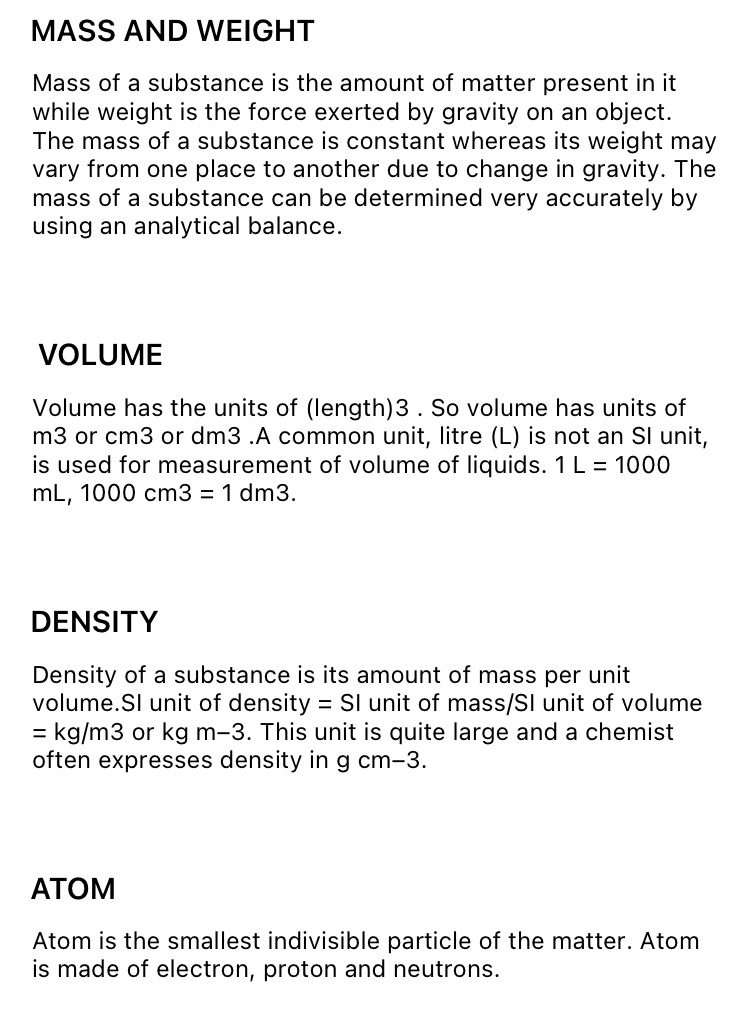 MASS AND WEIGHT
Mass of a substance is the amount of matter present in it
while weight is the force exerted by gravity on an object.
The mass of a substance is constant whereas its weight may
vary from one place to another due to change in gravity. The
mass of a substance can be determined very accurately by
using an analytical balance.
VOLUME
Volume has the units of (length)3 . So volume has units of
m3 or cm3 or dm3 .A common unit, litre (L) is not an SI unit,
is used for measurement of volume of liquids. 1 L = 1000
mL, 1000 cm3 = 1 dm3.
DENSITY
Density of a substance is its amount of mass per unit
volume.SI unit of density = SI unit of mass/SI unit of volume
= kg/m3 or kg m–3. This unit is quite large and a chemist
often expresses density in g cm–3.
ATOM
Atom is the smallest indivisible particle of the matter. Atom
is made of electron, proton and neutrons.